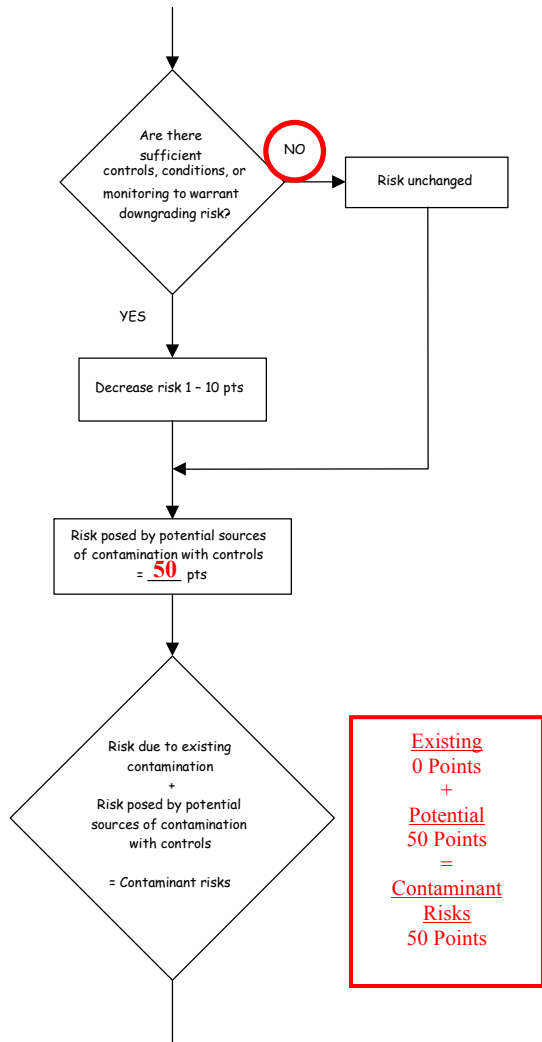 Are there
sufficient
controls, conditions, or
monitoring to warrant
downgrading risk?
NO
Risk unchanged
YES
Decrease risk 1 – 10 pts
Risk posed by potential sources
of contamination with controls
= 50 pts
Risk due to existing
contamination
+
Risk posed by potential
sources of contamination
with controls
= Contaminant risks
Existing
0 Points
+
Potential
50 Points
=
Contaminant
Risks
50 Points